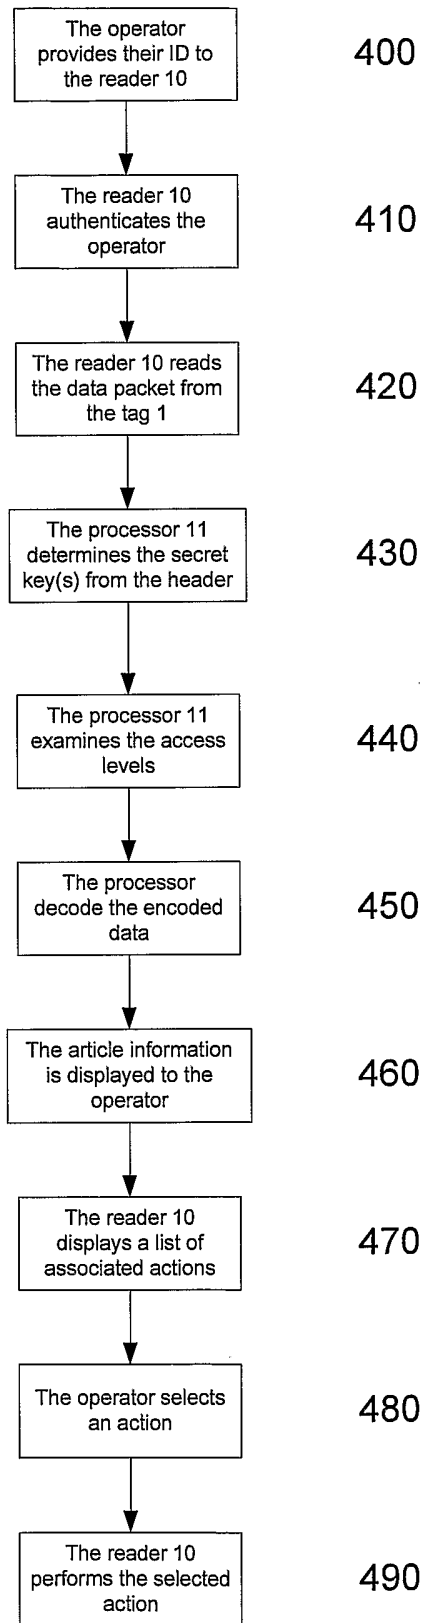 The operator
provides their ID to
the reader 10
400
The reader 10
authenticates the
operator
410
The reader 10 reads
the data packet from
the tag 1
420
The processor 11
determines the secret
key(s) from the header
430
The processor 11
examines the access
levels
440
The processor
decode the encoded
data
450
The article information
is displayed to the
operator
460
The reader 10
displays a list of
associated actions
470
The operator selects
an action
480
The reader 10
performs the selected
action
490